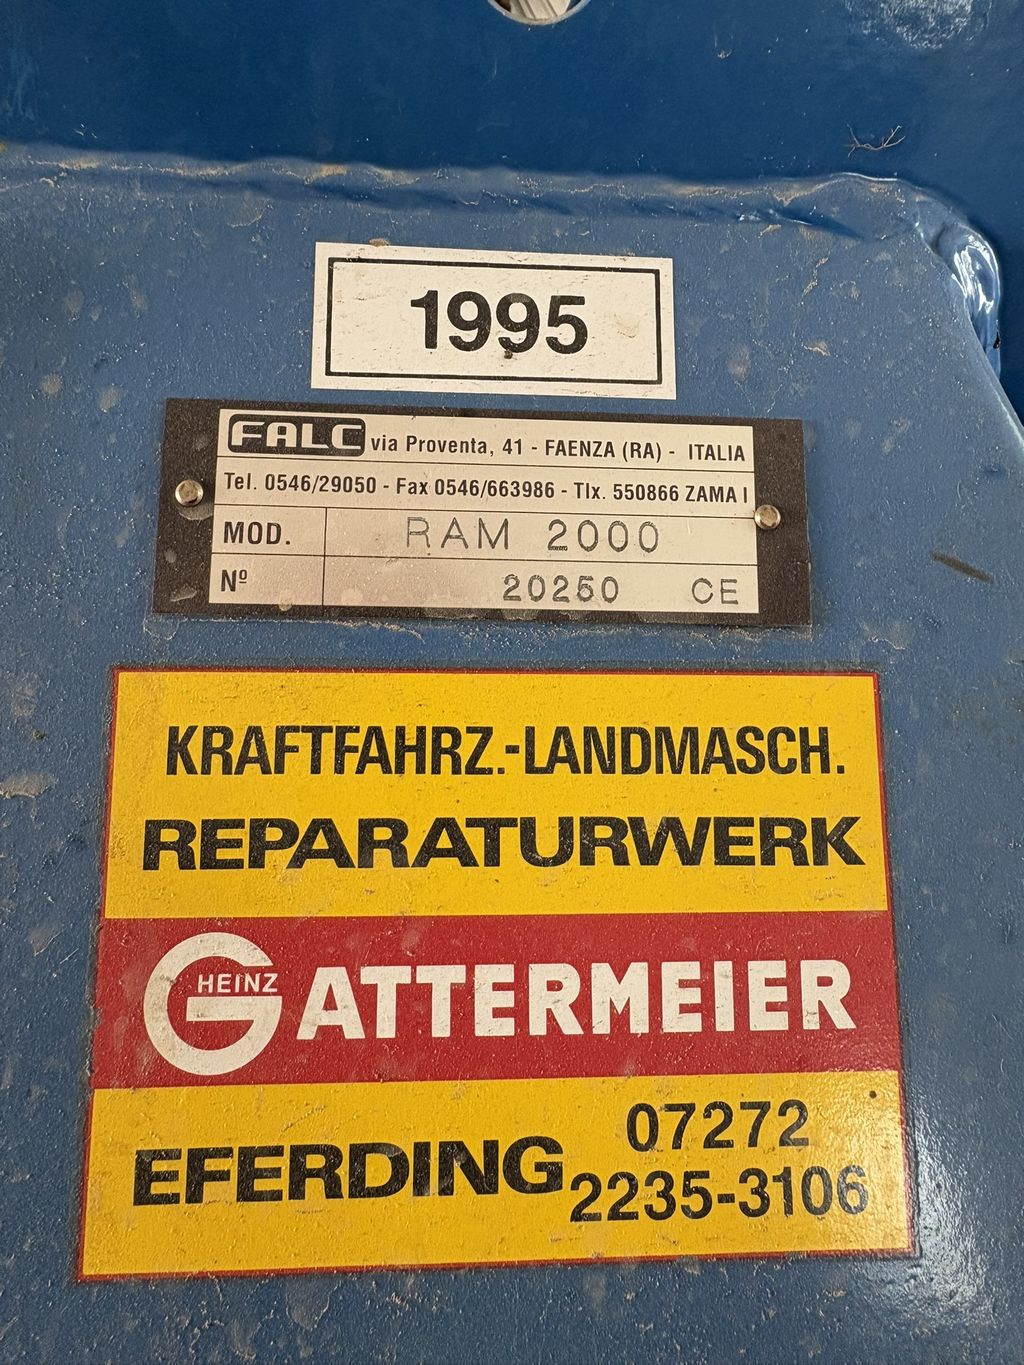 1995
FALC via Proventa, 41 - FAENZA (RA) - ITALIA
Tel. 0546/29050 - Fax 0546/663986 - Tlx. 550866 ZAMA I
MOD. RAM 2000
Nº 20250 CE
KRAFTFAHRZ.-LANDMASCH.
REPARATURWERK
HEINZ GATTERMEIER
EFERDING 07272
2235-3106